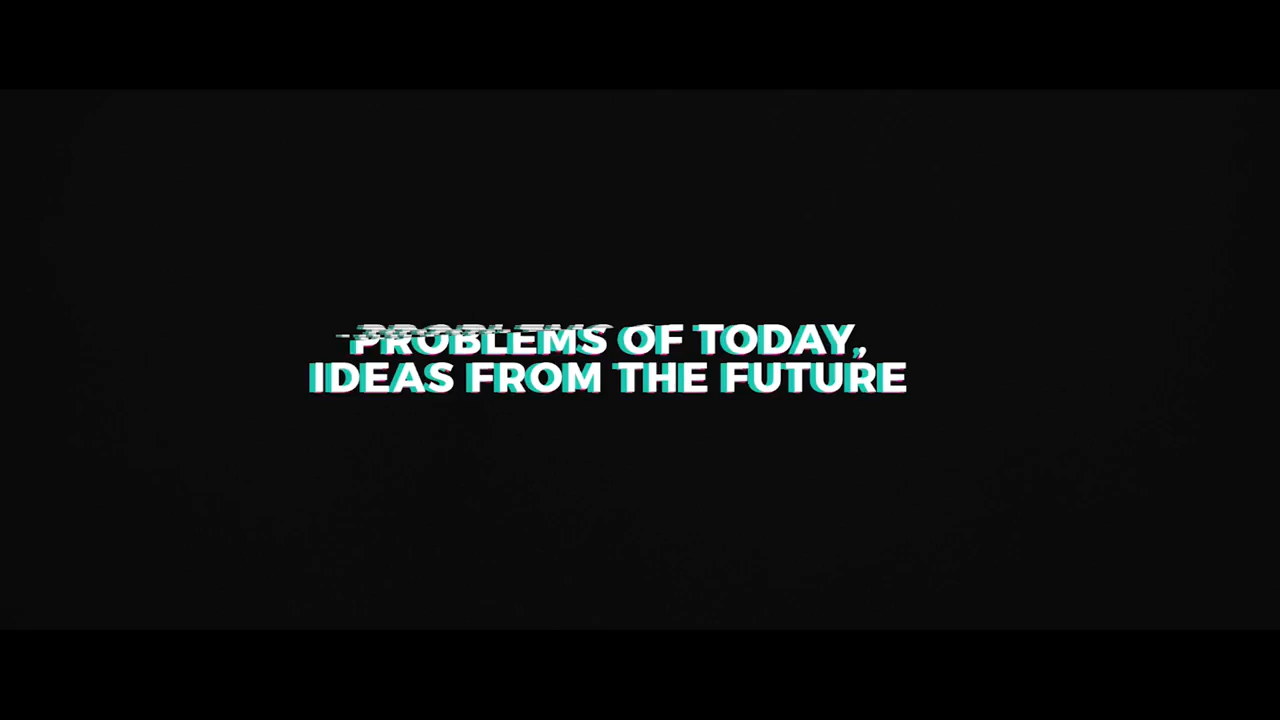 PROBLEMS OF TODAY,
IDEAS FROM THE FUTURE